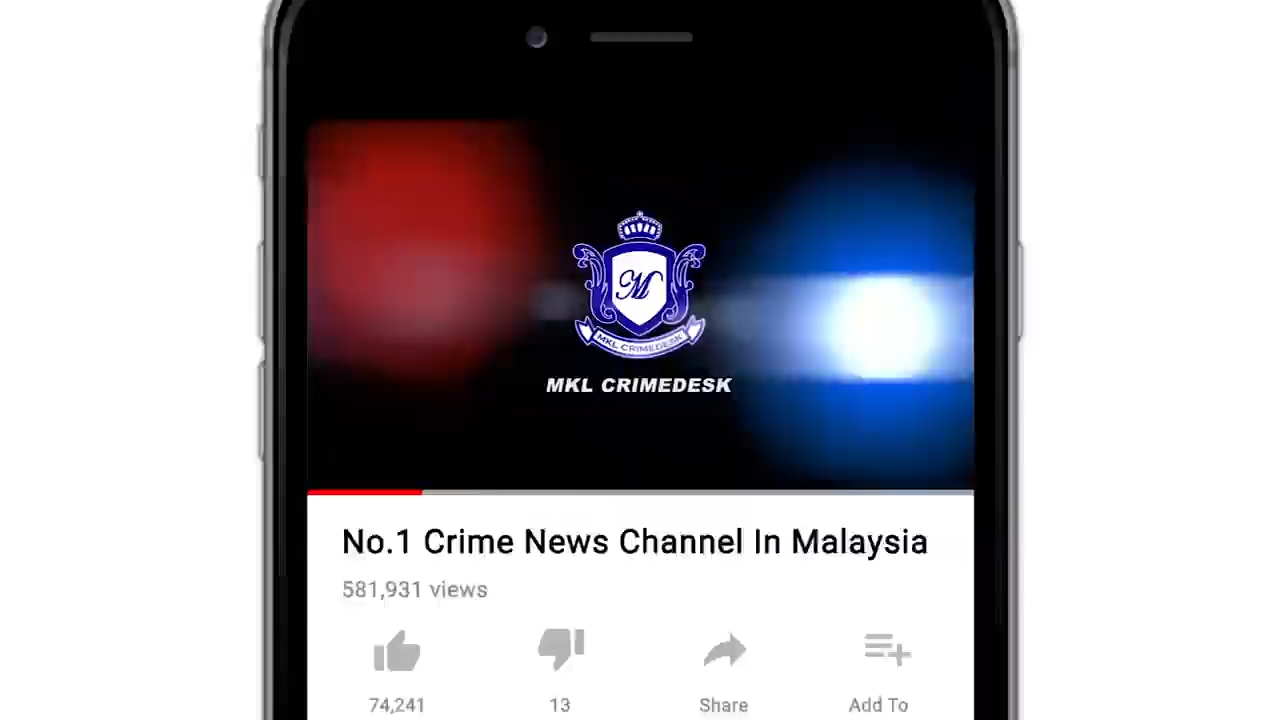 M
MKL CRIMEDESK
MKL CRIMEDESK
No.1 Crime News Channel In Malaysia
581,931 views
74,241
13
Share
Add To